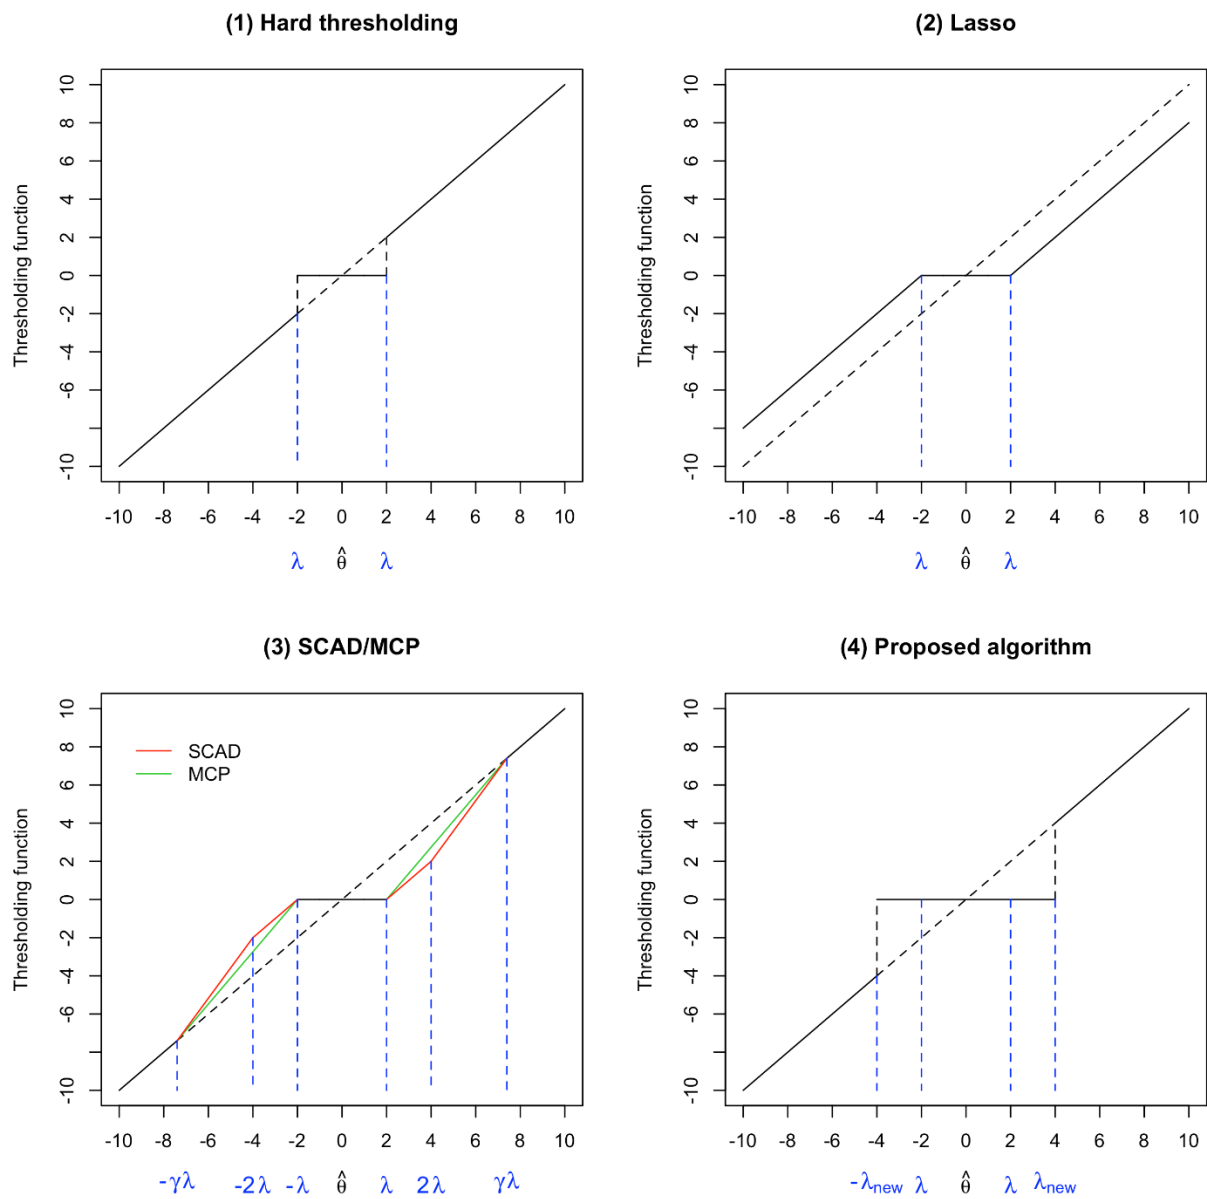 (1) Hard thresholding
Thresholding function
10
8
6
4
2
0
-2
-4
-6
-10
-10 -8 -6 -4 -2 0 2 4 6 8 10
λ θ̂ λ
(2) Lasso
Thresholding function
10
8
6
4
2
0
-2
-4
-6
-10
-10 -8 -6 -4 -2 0 2 4 6 8 10
λ θ̂ λ
(3) SCAD/MCP
Thresholding function
10
8
6
4
2
0
-2
-4
-6
-10
SCAD
MCP
-10 -8 -6 -4 -2 0 2 4 6 8 10
-γλ -2λ -λ θ̂ λ 2λ γλ
(4) Proposed algorithm
Thresholding function
10
8
6
4
2
0
-2
-4
-6
-10
-10 -8 -6 -4 -2 0 2 4 6 8 10
-λnew λ θ̂ λ λnew